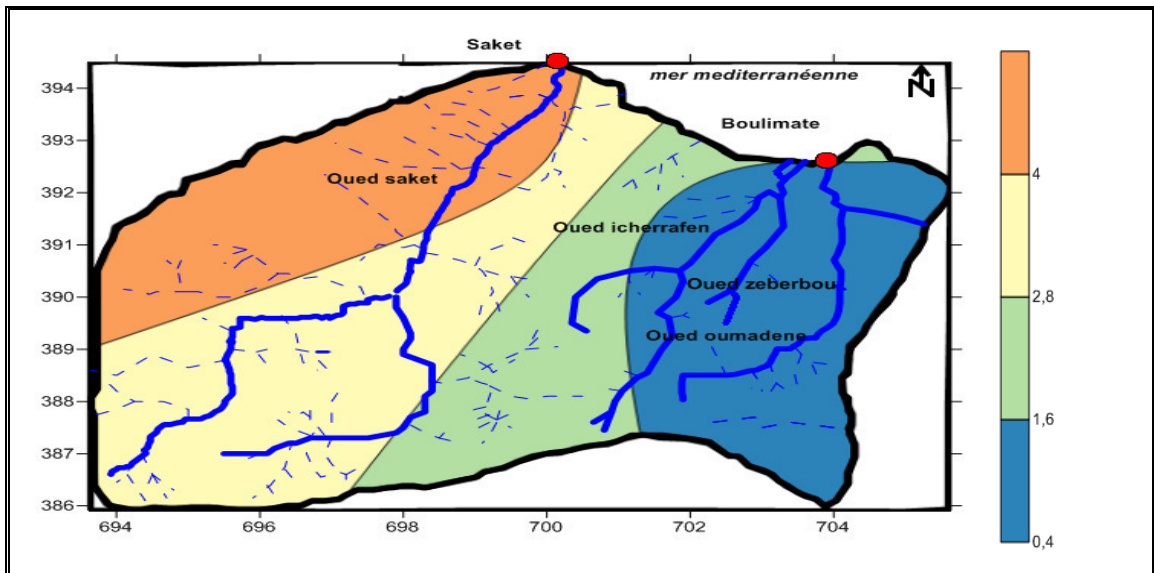 Saket
mer mediterranéenne
N
394
393
Boulimate
392
Oued saket
4
391
Oued icherrafen
390
Oued zeberbou
2,8
389
Oued oumadene
388
1,6
387
386
0,4
694
696
698
700
702
704